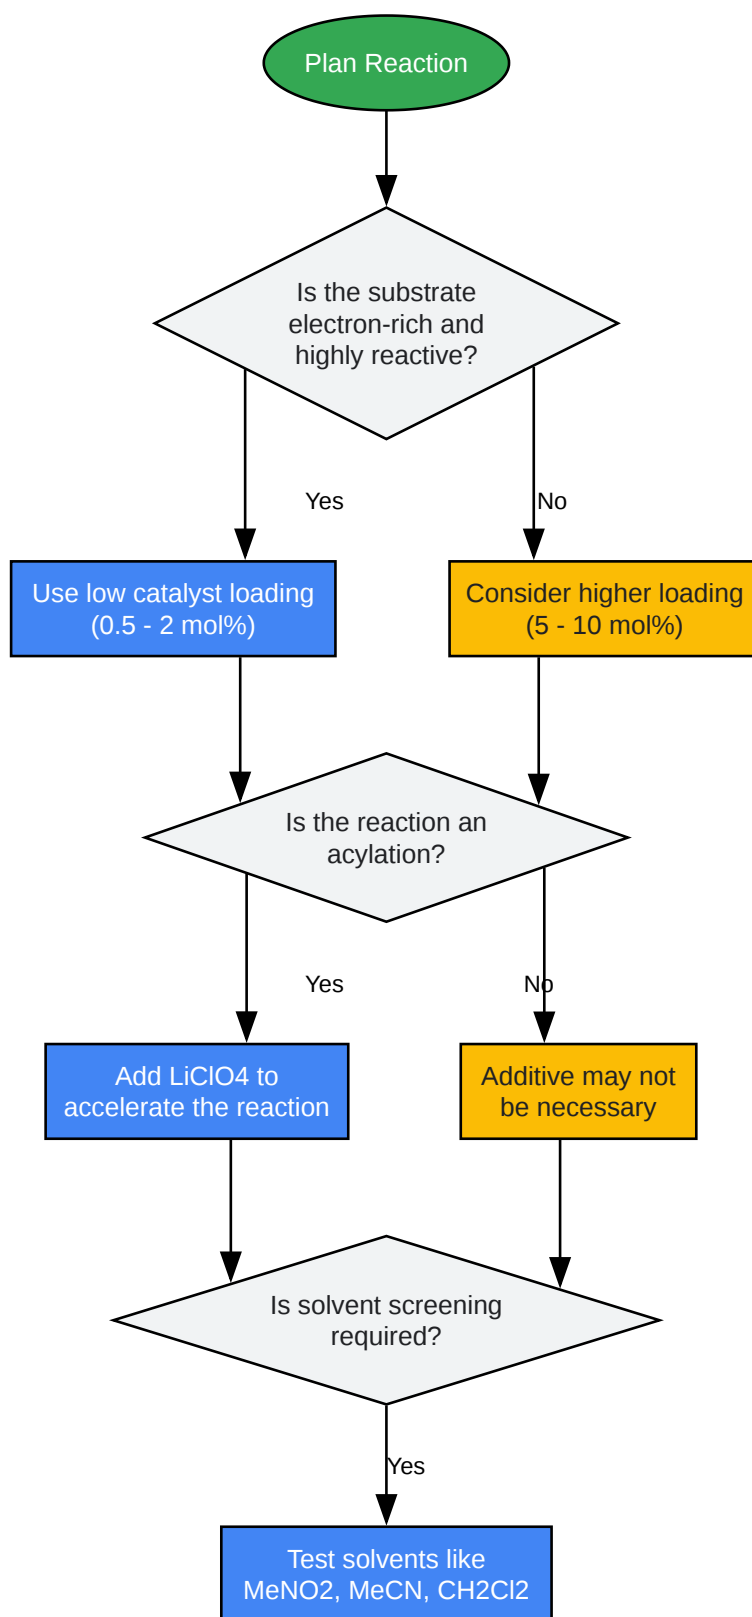 Plan Reaction
Is the substrate
electron-rich and
highly reactive?
Yes
No
Use low catalyst loading
(0.5 - 2 mol%)
Consider higher loading
(5 - 10 mol%)
Is the reaction an
acylation?
Yes
No
Add LiClO4 to
accelerate the reaction
Additive may not
be necessary
Is solvent screening
required?
Yes
Test solvents like
MeNO2, MeCN, CH2Cl2